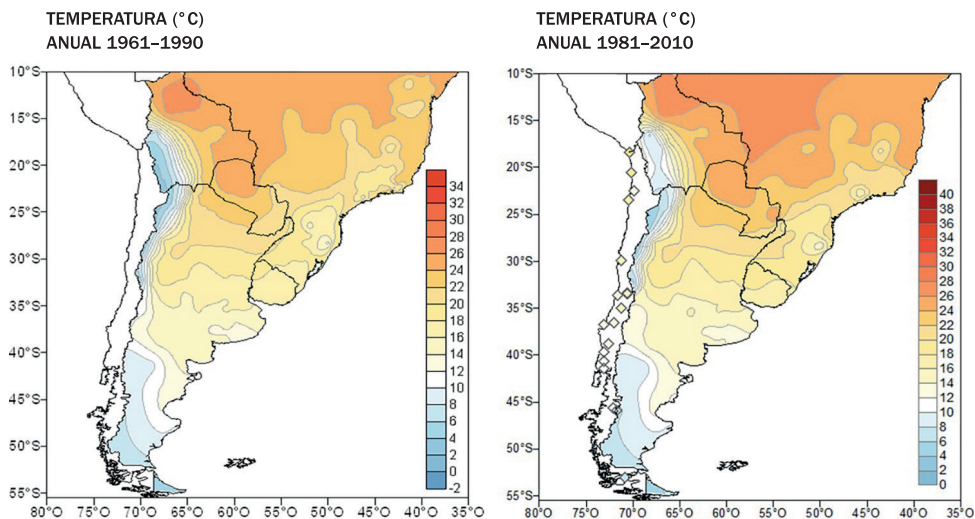 TEMPERATURA (°C)
ANUAL 1961–1990
10°S
15°S
20°S
25°S
30°S
35°S
40°S
45°S
50°S
55°S
80°O
75°O
70°O
65°O
60°O
55°O
50°O
45°O
40°O
35°O
34
32
30
28
26
24
22
20
18
16
14
12
10
8
6
4
2
0
-2
TEMPERATURA (°C)
ANUAL 1981–2010
10°S
15°S
20°S
25°S
30°S
35°S
40°S
45°S
50°S
55°S
80°O
75°O
70°O
65°O
60°O
55°O
50°O
45°O
40°O
35°O
40
38
36
34
32
30
28
26
24
22
20
18
16
14
12
10
8
6
4
2
0